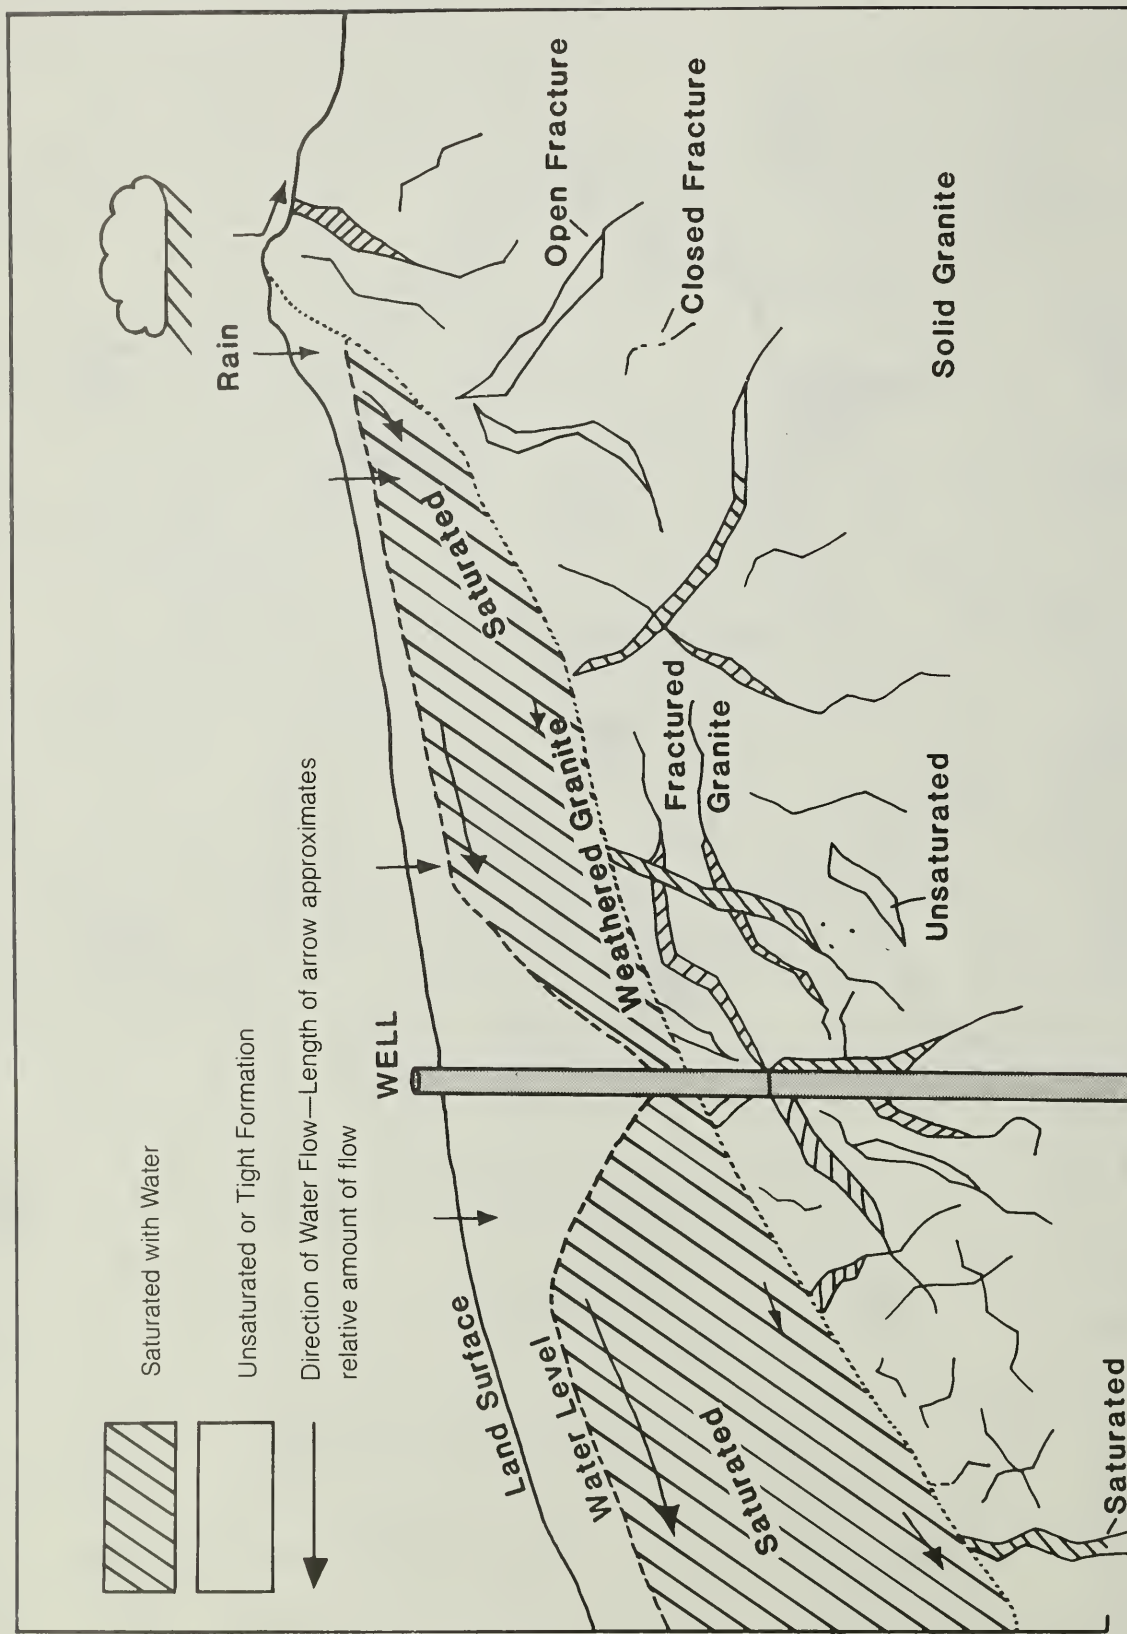 Saturated with Water
Unsaturated or Tight Formation
Direction of Water Flow—Length of arrow approximates
relative amount of flow
WELL
Rain
Land Surface
Water Level
Saturated
Saturated
Weathered Granite
Fractured
Granite
Open Fracture
Closed Fracture
Unsaturated
Solid Granite
Saturated